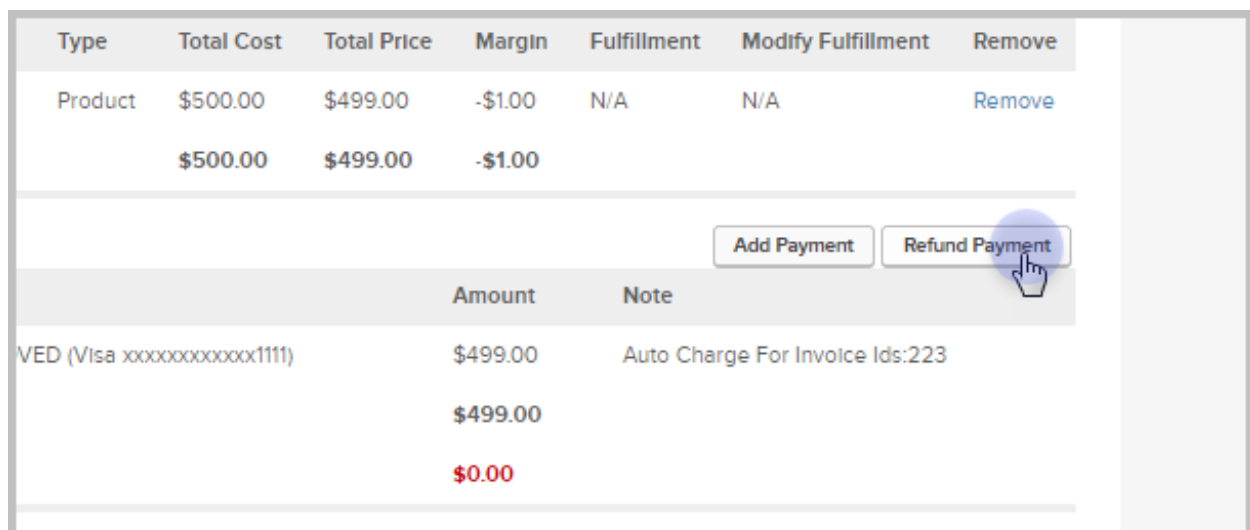 Type Total Cost Total Price Margin Fulfillment Modify Fulfillment Remove
Product $500.00 $499.00 -$1.00 N/A N/A Remove
$500.00 $499.00 -$1.00
Add Payment Refund Payment
Amount Note
VED (Visa xxxxxxxxxxxx1111) $499.00 Auto Charge For Invoice Ids:223
$499.00
$0.00